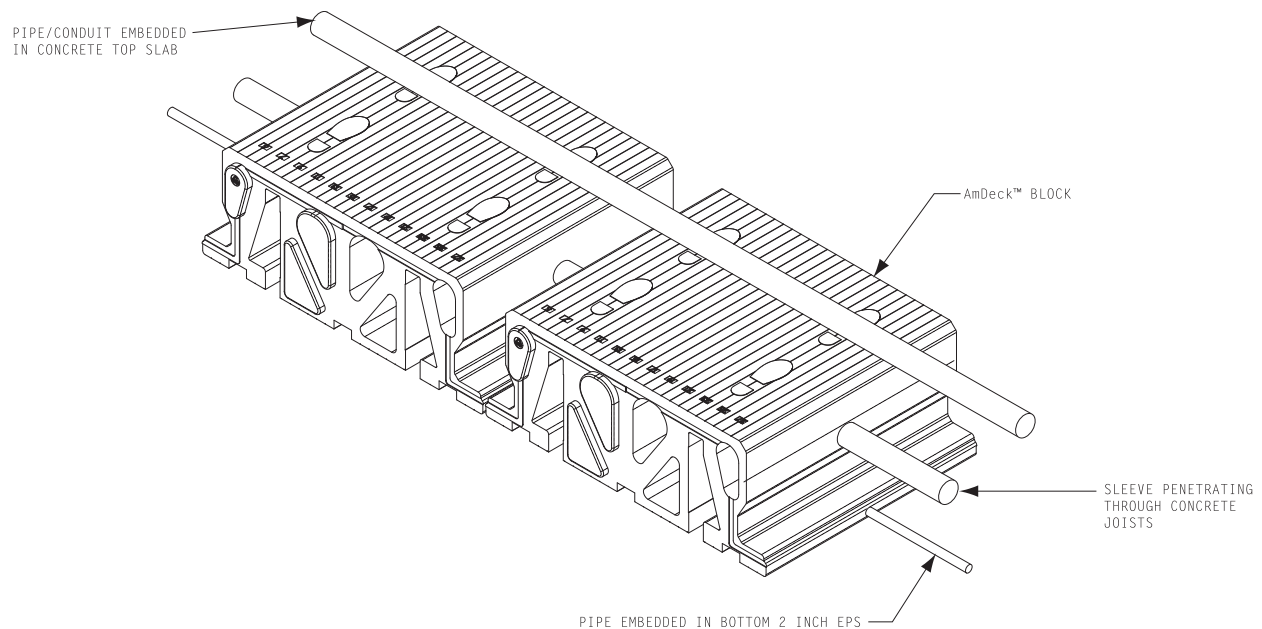 PIPE/CONDUIT EMBEDDED
IN CONCRETE TOP SLAB
AmDeck™ BLOCK
SLEEVE PENETRATING
THROUGH CONCRETE
JOISTS
PIPE EMBEDDED IN BOTTOM 2 INCH EPS